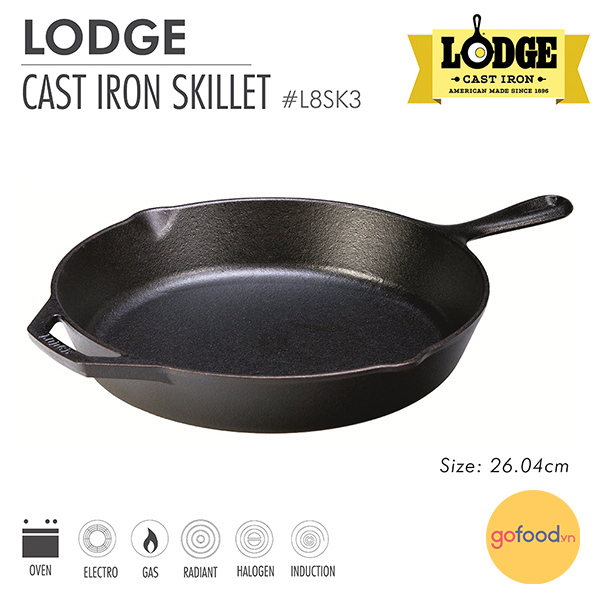 LODGE
CAST IRON SKILLET #L8SK3
LODGE
CAST IRON
AMERICAN MADE SINCE 1896
LODGE
Size: 26.04cm
gofood.vn
OVEN
ELECTRO
GAS
RADIANT
HALOGEN
INDUCTION